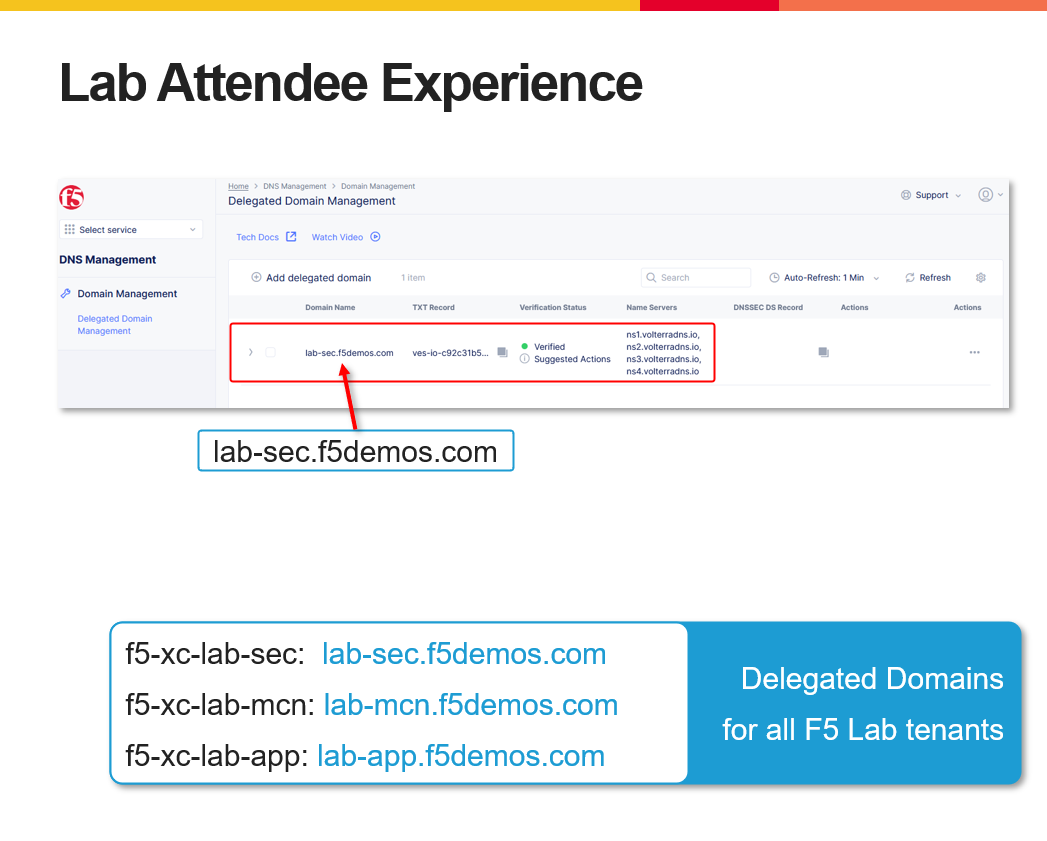 Lab Attendee Experience
f5
Home > DNS Management > Domain Management
Delegated Domain Management
Support
Select service
Tech Docs Watch Video
DNS Management
Add delegated domain 1 item Search Auto-Refresh: 1 Min Refresh
Domain Management
Delegated Domain
Management
Domain Name TXT Record Verification Status Name Servers DNSSEC DS Record Actions Actions
lab-sec.f5demos.com ves-io-c92c31b5... Verified
Suggested Actions
ns1.volterradns.io,
ns2.volterradns.io,
ns3.volterradns.io,
ns4.volterradns.io
lab-sec.f5demos.com
f5-xc-lab-sec: lab-sec.f5demos.com
f5-xc-lab-mcn: lab-mcn.f5demos.com
f5-xc-lab-app: lab-app.f5demos.com
Delegated Domains
for all F5 Lab tenants